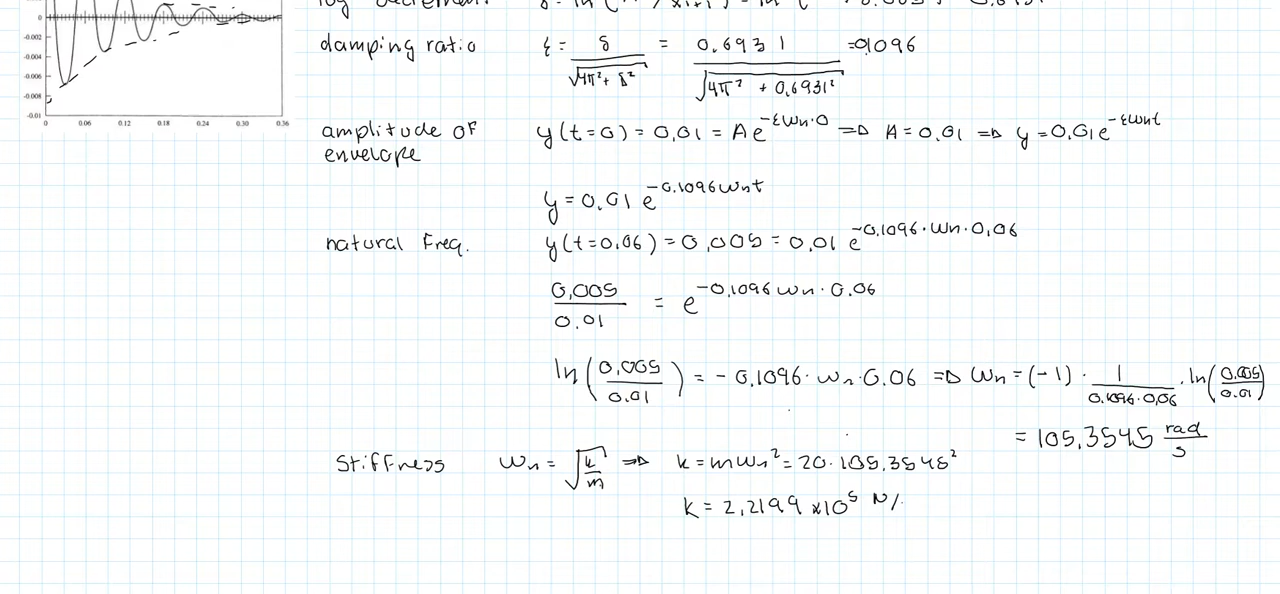 0
-0.002
-0.004
-0.006
-0.008
-0.01
0 0.06 0.12 0.18 0.24 0.30 0.36
damping ratio ξ = δ / √(4π² + δ²) = 0.6931 / √(4π² + 0,6931²) = 0,1096
amplitude of envelope y(t=0) = 0,01 = A e^(-ξωn·0) ⇒ A = 0.01 ⇒ y = 0.01 e^(-ξωnt)
y = 0.01 e^(-0.1096ωnt)
natural Freq. y(t=0.06) = 0,005 = 0.01 e^(-0,1096·ωn·0,06)
0,005 / 0.01 = e^(-0,1096ωn·0.06)
ln(0,005 / 0.01) = -0,1096·ωn·0.06 ⇒ ωn = (-1) · 1 / (0.1096·0,06) · ln(0.005 / 0.01)
= 105,3545 rad/s
Stiffness ωn = √(k/m) ⇒ k = mωn² = 20·105.3545²
k = 2,2199 ×10⁵ N/